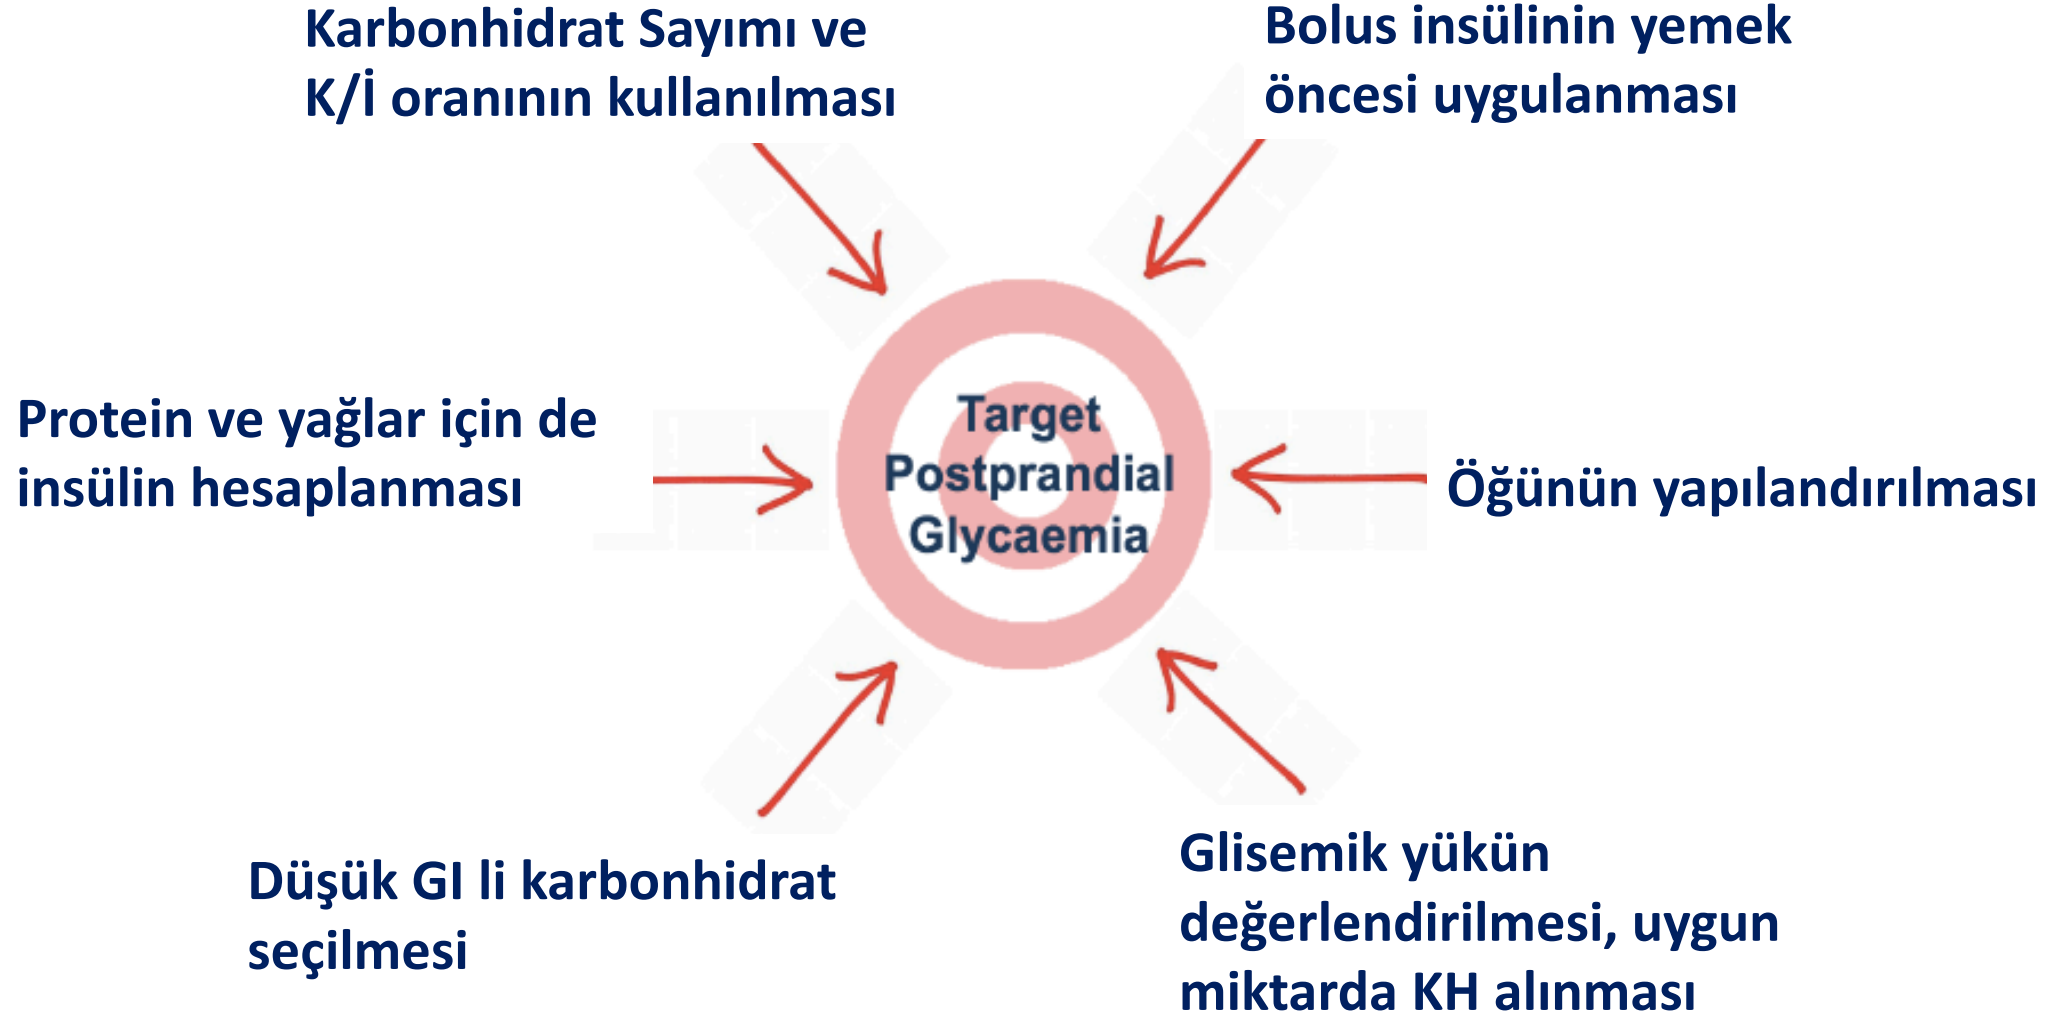 Karbonhidrat Sayımı ve
K/İ oranının kullanılması
Bolus insülinin yemek
öncesi uygulanması
Protein ve yağlar için de
insülin hesaplanması
Target
Postprandial
Glycaemia
Öğünün yapılandırılması
Düşük GI li karbonhidrat
seçilmesi
Glisemik yükün
değerlendirilmesi, uygun
miktarda KH alınması